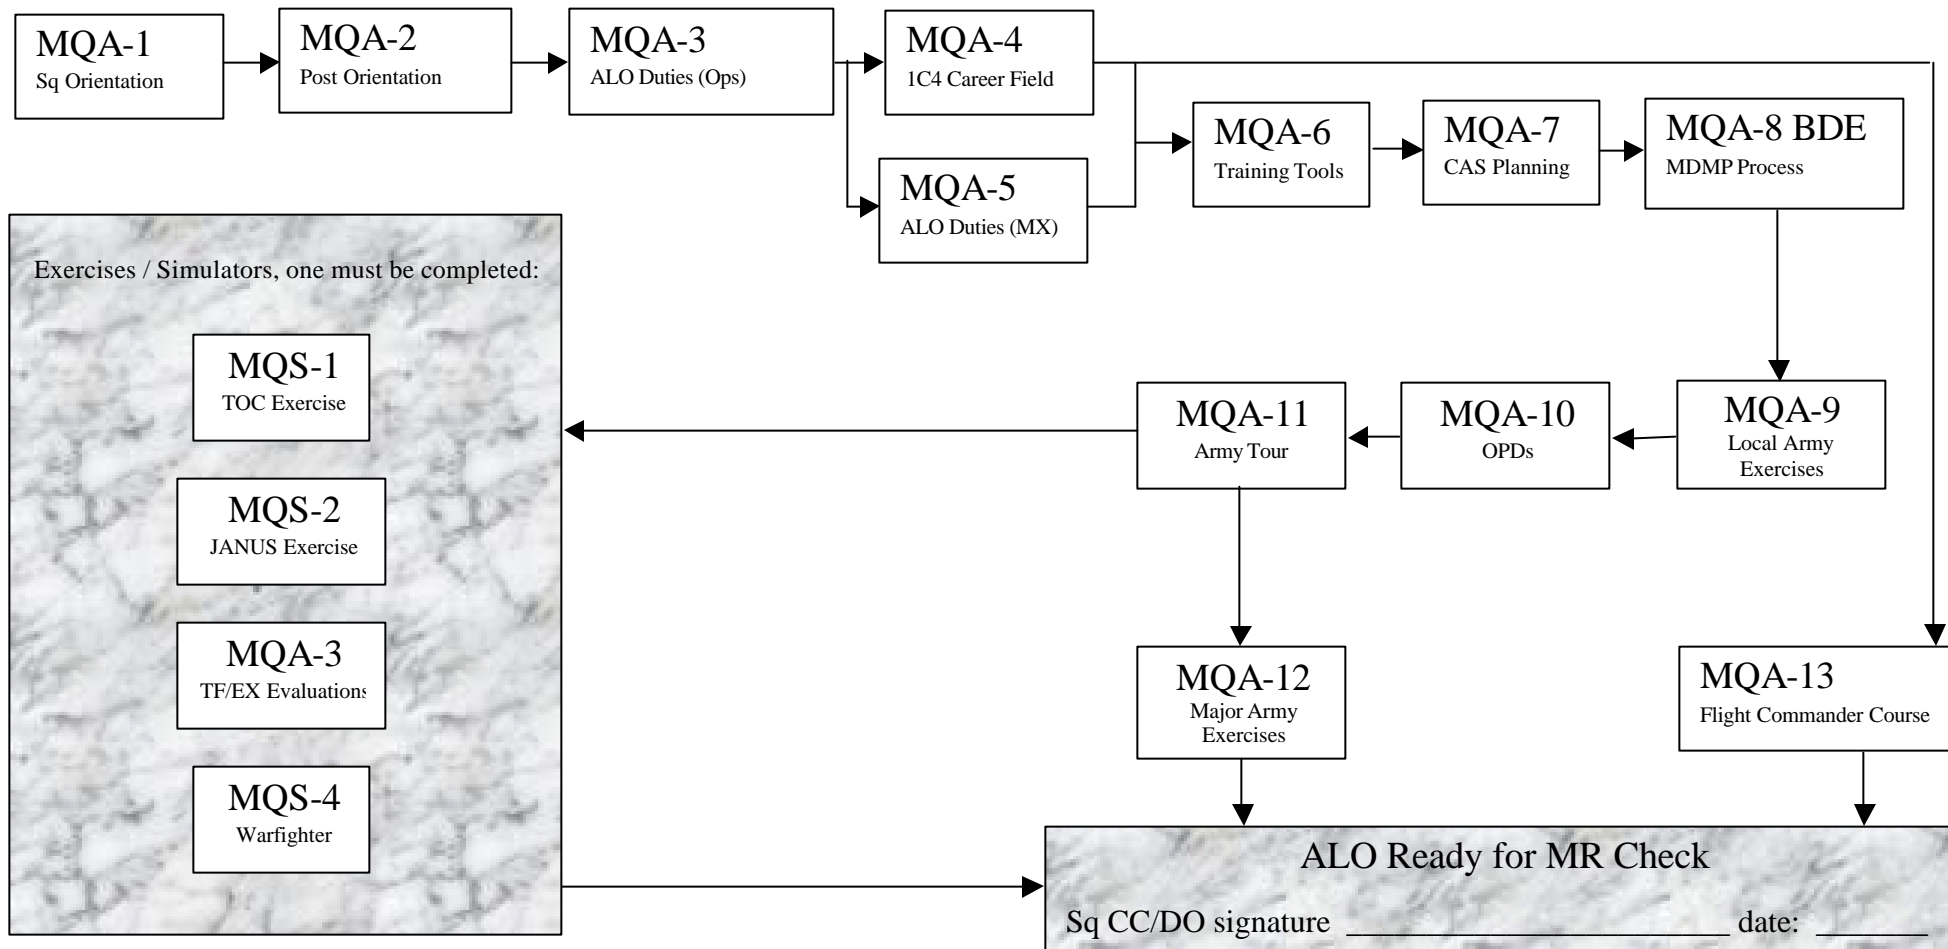 MQA-1
Sq Orientation
MQA-2
Post Orientation
MQA-3
ALO Duties (Ops)
MQA-4
1C4 Career Field
MQA-5
ALO Duties (MX)
MQA-6
Training Tools
MQA-7
CAS Planning
MQA-8 BDE
MDMP Process
Exercises / Simulators, one must be completed:
MQS-1
TOC Exercise
MQS-2
JANUS Exercise
MQA-3
TF/EX Evaluations
MQS-4
Warfighter
MQA-11
Army Tour
MQA-10
OPDs
MQA-9
Local Army
Exercises
MQA-12
Major Army
Exercises
MQA-13
Flight Commander Course
ALO Ready for MR Check
Sq CC/DO signature ____________________ date: _______